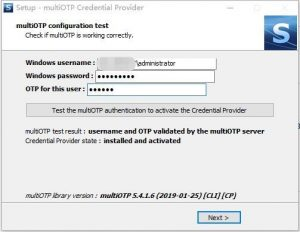 Setup - multiOTP Credential Provider
multiOTP configuration test
Check if multiOTP is working correctly.
Windows username : \administrator
Windows password : •••••••••
OTP for this user : ••••••
Test the multiOTP authentication to activate the Credential Provider
multiOTP test result : username and OTP validated by the multiOTP server
Credential Provider state : installed and activated
multiOTP library version : multiOTP 5.4.1.6 (2019-01-25) [CLI] [CP]
Next >